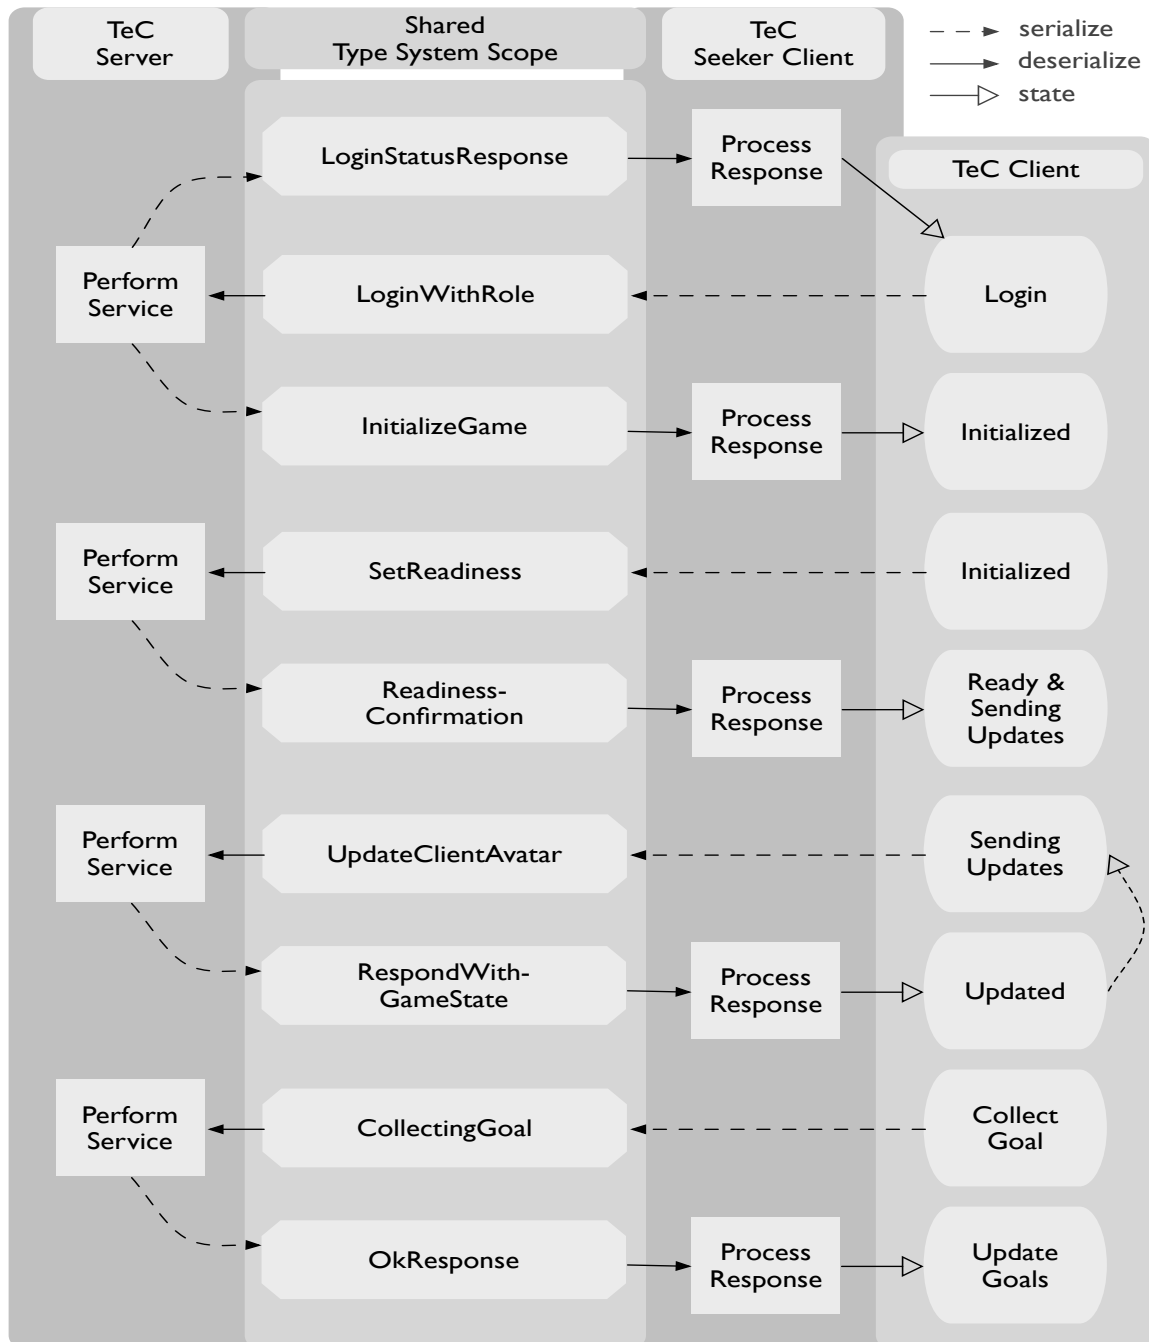 TeC
Server
Shared
Type System Scope
TeC
Seeker Client
serialize
deserialize
state
TeC Client
LoginStatusResponse
Process
Response
Perform
Service
LoginWithRole
Login
InitializeGame
Process
Response
Initialized
Perform
Service
SetReadiness
Initialized
Readiness-
Confirmation
Process
Response
Ready &
Sending
Updates
Perform
Service
UpdateClientAvatar
Sending
Updates
RespondWith-
GameState
Process
Response
Updated
Perform
Service
CollectingGoal
Collect
Goal
OkResponse
Process
Response
Update
Goals